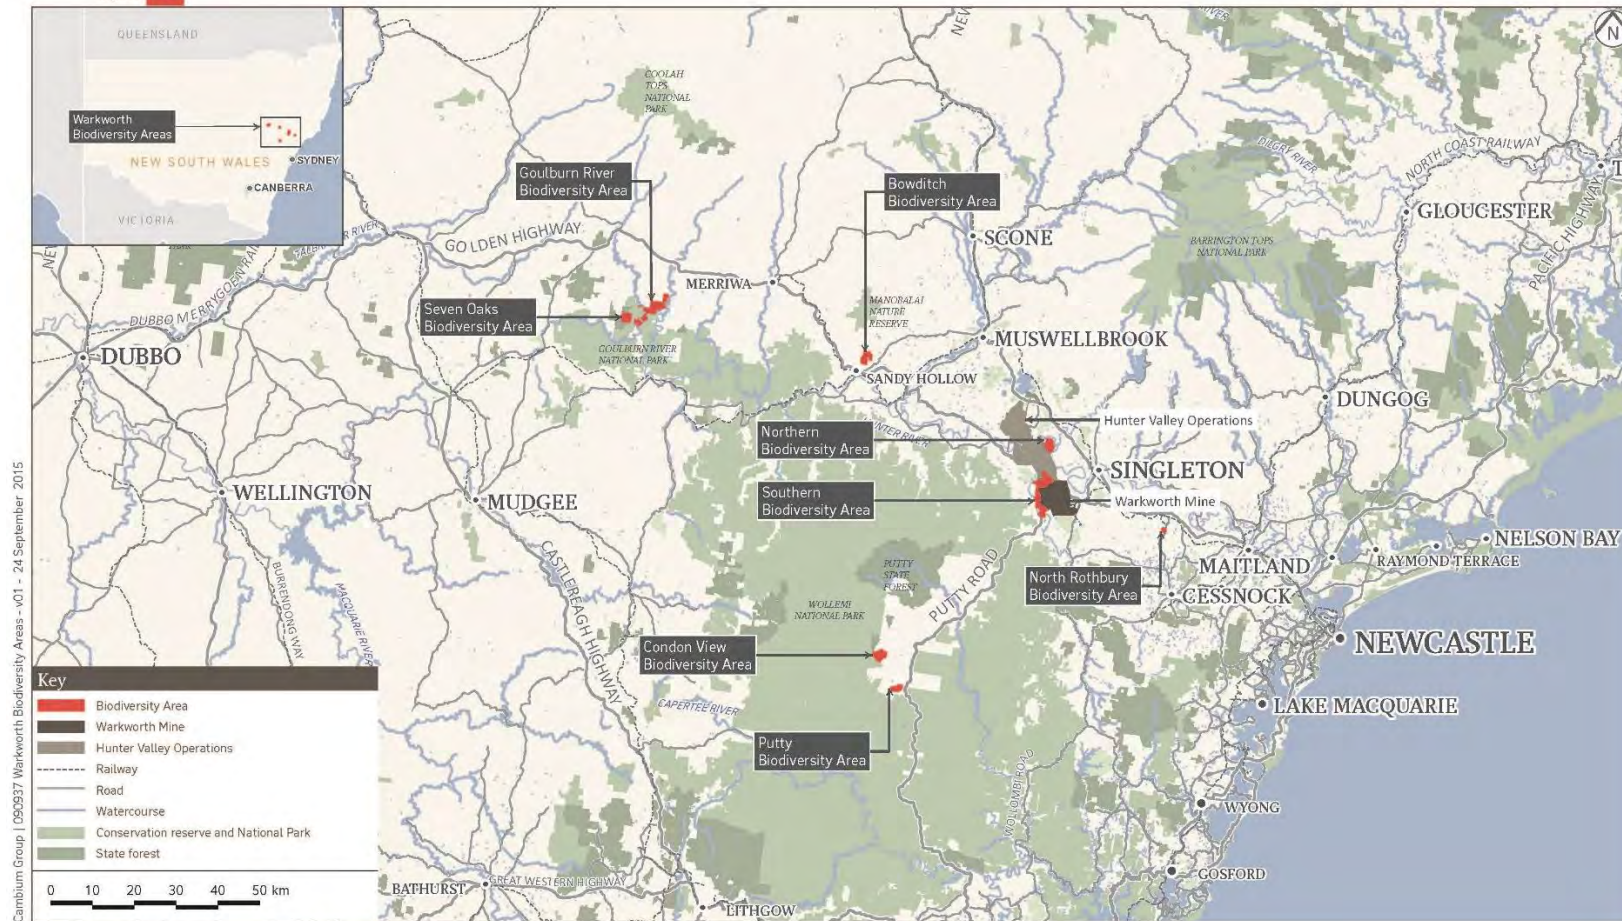 QUEENSLAND
Warkworth
Biodiversity Areas
NEW SOUTH WALES
SYDNEY
CANBERRA
VICTORIA
N
COOLAH
TOPS
NATIONAL
PARK
Goulburn River
Biodiversity Area
Bowditch
Biodiversity Area
NORTH COAST RAILWAY
GLOUCESTER
PACIFIC HIGHWAY
GOLDEN HIGHWAY
SCONE
BARRINGTON TOPS
NATIONAL PARK
MERRIWA
Seven Oaks
Biodiversity Area
MANOBALAI
NATURE
RESERVE
DUBBO MERRYGOEN RAI
DUBBO
GOULBURN RIVER
NATIONAL PARK
MUSWELLBROOK
SANDY HOLLOW
DUNGOG
Hunter Valley Operations
Northern
Biodiversity Area
NTER RIVER
SINGLETON
WELLINGTON
MUDGEE
Southern
Biodiversity Area
Warkworth Mine
NELSON BAY
RAYMOND TERRACE
MAITLAND
PUTTY
STATE
FOREST
PUTTY ROAD
North Rothbury
Biodiversity Area
CESSNOCK
WOLLEMI
NATIONAL PARK
CASTLEREAGH HIGHWAY
BURRENDONG WAY
MACQUARIE RIVER
NEWCASTLE
Condon View
Biodiversity Area
CAPERTEE RIVER
LAKE MACQUARIE
Putty
Biodiversity Area
WOLLOMBI ROAD
WYONG
GOSFORD
BATHURST
GREAT WESTERN HIGHWAY
LITHGOW
Key
Biodiversity Area
Warkworth Mine
Hunter Valley Operations
Railway
Road
Watercourse
Conservation reserve and National Park
State forest
0 10 20 30 40 50 km
Cambium Group | 090937 Warkworth Biodiversity Areas - v01 - 24 September 2015